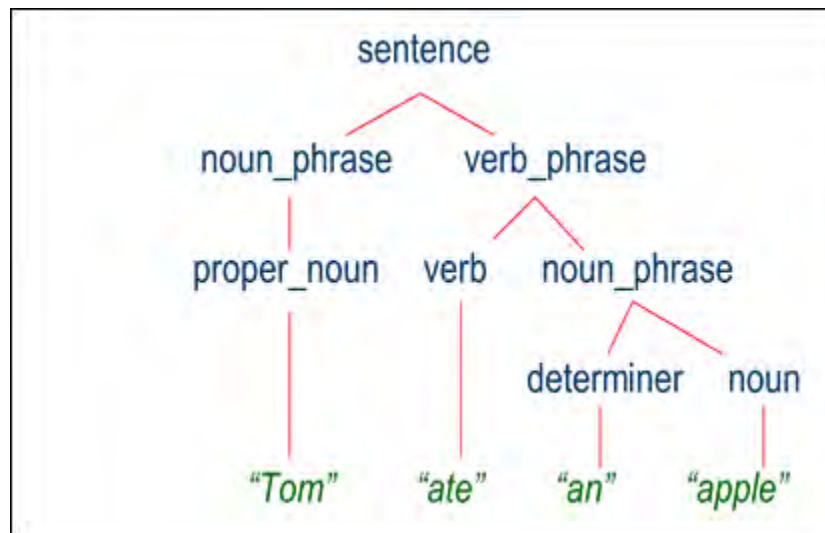 sentence
noun_phrase verb_phrase
proper_noun verb noun_phrase
determiner noun
“Tom” “ate” “an” “apple”